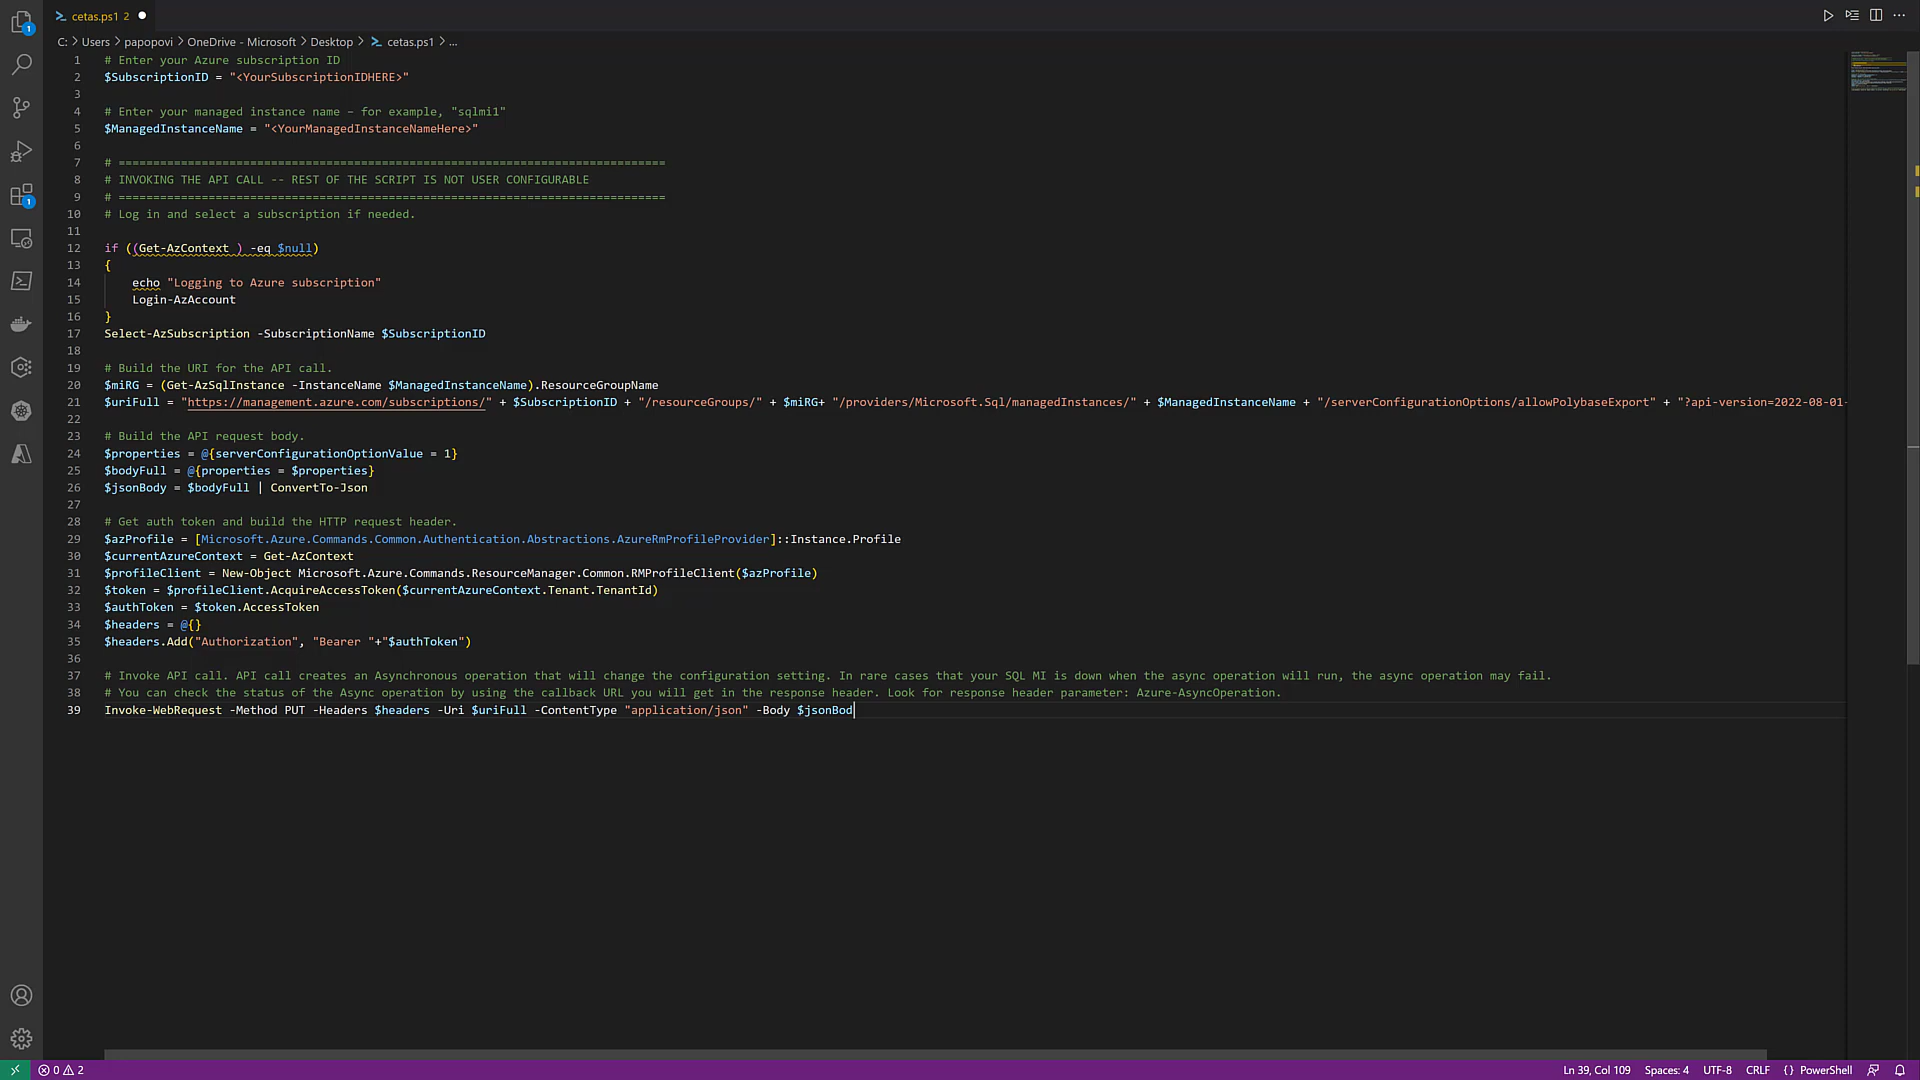 cetas.ps1 2
C: > Users > papopovi > OneDrive - Microsoft > Desktop > cetas.ps1 > ...
1 # Enter your Azure subscription ID
2 $SubscriptionID = "<YourSubscriptionIDHERE>"
3
4 # Enter your managed instance name – for example, "sqlmi1"
5 $ManagedInstanceName = "<YourManagedInstanceNameHere>"
6
7 # ===============================================================================
8 # INVOKING THE API CALL -- REST OF THE SCRIPT IS NOT USER CONFIGURABLE
9 # ===============================================================================
10 # Log in and select a subscription if needed.
11
12 if ((Get-AzContext ) -eq $null)
13 {
14     echo "Logging to Azure subscription"
15     Login-AzAccount
16 }
17 Select-AzSubscription -SubscriptionName $SubscriptionID
18
19 # Build the URI for the API call.
20 $miRG = (Get-AzSqlInstance -InstanceName $ManagedInstanceName).ResourceGroupName
21 $uriFull = "https://management.azure.com/subscriptions/" + $SubscriptionID + "/resourceGroups/" + $miRG+ "/providers/Microsoft.Sql/managedInstances/" + $ManagedInstanceName + "/serverConfigurationOptions/allowPolybaseExport" + "?api-version=2022-08-01-
22
23 # Build the API request body.
24 $properties = @{serverConfigurationOptionValue = 1}
25 $bodyFull = @{properties = $properties}
26 $jsonBody = $bodyFull | ConvertTo-Json
27
28 # Get auth token and build the HTTP request header.
29 $azProfile = [Microsoft.Azure.Commands.Common.Authentication.Abstractions.AzureRmProfileProvider]::Instance.Profile
30 $currentAzureContext = Get-AzContext
31 $profileClient = New-Object Microsoft.Azure.Commands.ResourceManager.Common.RMProfileClient($azProfile)
32 $token = $profileClient.AcquireAccessToken($currentAzureContext.Tenant.TenantId)
33 $authToken = $token.AccessToken
34 $headers = @{}
35 $headers.Add("Authorization", "Bearer "+"$authToken")
36
37 # Invoke API call. API call creates an Asynchronous operation that will change the configuration setting. In rare cases that your SQL MI is down when the async operation will run, the async operation may fail.
38 # You can check the status of the Async operation by using the callback URL you will get in the response header. Look for response header parameter: Azure-AsyncOperation.
39 Invoke-WebRequest -Method PUT -Headers $headers -Uri $uriFull -ContentType "application/json" -Body $jsonBod
0 2 Ln 39, Col 109 Spaces: 4 UTF-8 CRLF {} PowerShell